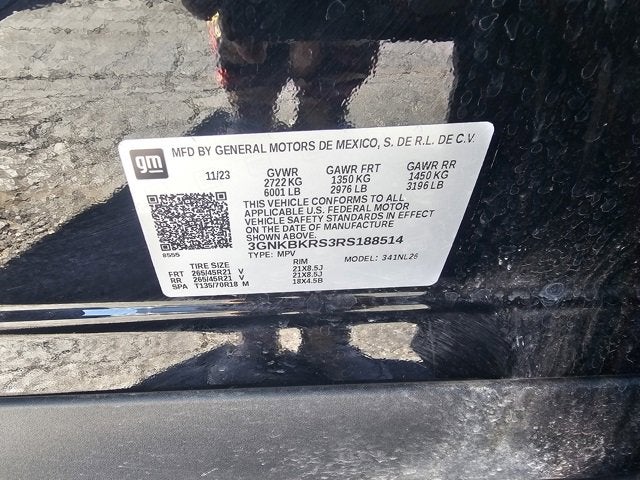 gm
MFD BY GENERAL MOTORS DE MEXICO, S. DE R.L. DE C.V.
11/23 GVWR GAWR FRT GAWR RR
2722 KG 1350 KG 1450 KG
6001 LB 2976 LB 3196 LB
THIS VEHICLE CONFORMS TO ALL
APPLICABLE U.S. FEDERAL MOTOR
VEHICLE SAFETY STANDARDS IN EFFECT
ON THE DATE OF MANUFACTURE
SHOWN ABOVE.
3GNKBKRS3RS188514
8555
TYPE: MPV MODEL: 341NL26
TIRE SIZE RIM
FRT 265/45R21 V 21X8.5J
RR 265/45R21 V 21X8.5J
SPA T135/70R18 M 18X4.5B